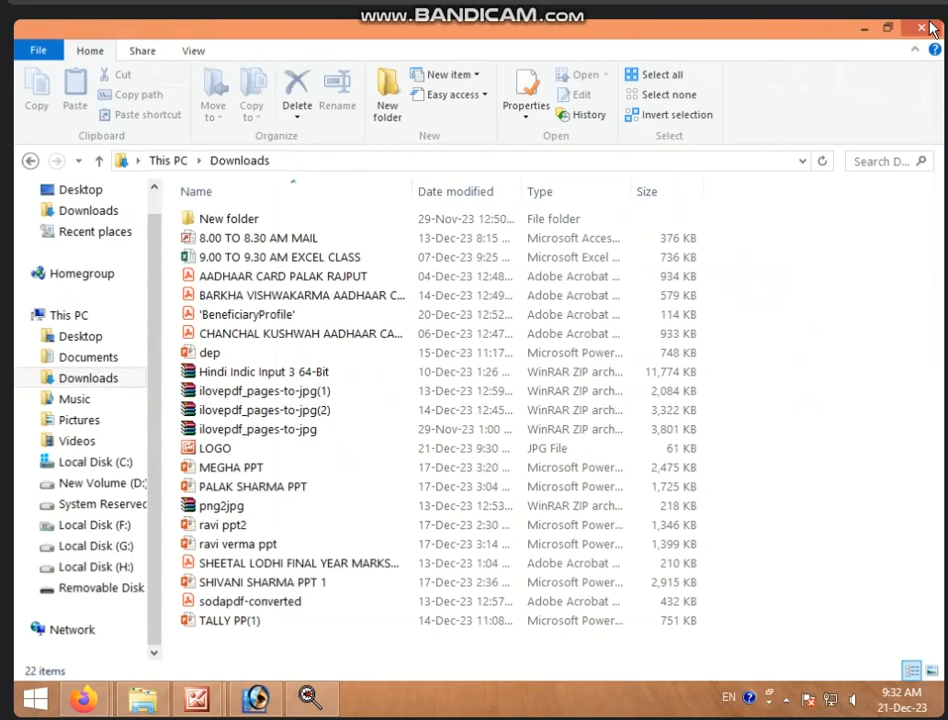 www.BANDICAM.com
File Home Share View
Copy
Paste
Cut
Copy path
Paste shortcut
Clipboard
Move to
Copy to
Delete
Rename
Organize
New folder
New item
Easy access
New
Properties
Open
Edit
History
Open
Select all
Select none
Invert selection
Select
This PC Downloads Search D...
Desktop
Downloads
Recent places
Homegroup
This PC
Desktop
Documents
Downloads
Music
Pictures
Videos
Local Disk (C:)
New Volume (D:)
System Reserved
Local Disk (F:)
Local Disk (G:)
Local Disk (H:)
Removable Disk
Network
Name Date modified Type Size
New folder 29-Nov-23 12:50... File folder
8.00 TO 8.30 AM MAIL 13-Dec-23 8:15 ... Microsoft Acces... 376 KB
9.00 TO 9.30 AM EXCEL CLASS 07-Dec-23 9:25 ... Microsoft Excel ... 736 KB
AADHAAR CARD PALAK RAJPUT 04-Dec-23 12:48... Adobe Acrobat ... 934 KB
BARKHA VISHWAKARMA AADHAAR C... 14-Dec-23 12:49... Adobe Acrobat ... 579 KB
'BeneficiaryProfile' 20-Dec-23 12:52... Adobe Acrobat ... 114 KB
CHANCHAL KUSHWAH AADHAAR CA... 06-Dec-23 12:47... Adobe Acrobat ... 933 KB
dep 15-Dec-23 11:17... Microsoft Power... 748 KB
Hindi Indic Input 3 64-Bit 10-Dec-23 1:26 ... WinRAR ZIP arch... 11,774 KB
ilovepdf_pages-to-jpg(1) 13-Dec-23 12:59... WinRAR ZIP arch... 2,084 KB
ilovepdf_pages-to-jpg(2) 14-Dec-23 12:45... WinRAR ZIP arch... 3,322 KB
ilovepdf_pages-to-jpg 29-Nov-23 1:00 ... WinRAR ZIP arch... 3,801 KB
LOGO 21-Dec-23 9:30 ... JPG File 61 KB
MEGHA PPT 17-Dec-23 3:20 ... Microsoft Power... 2,475 KB
PALAK SHARMA PPT 17-Dec-23 3:04 ... Microsoft Power... 1,725 KB
png2jpg 13-Dec-23 12:53... WinRAR ZIP arch... 218 KB
ravi ppt2 17-Dec-23 2:30 ... Microsoft Power... 1,346 KB
ravi verma ppt 17-Dec-23 3:14 ... Microsoft Power... 1,399 KB
SHEETAL LODHI FINAL YEAR MARKS... 13-Dec-23 1:04 ... Adobe Acrobat ... 210 KB
SHIVANI SHARMA PPT 1 17-Dec-23 2:36 ... Microsoft Power... 2,915 KB
sodapdf-converted 13-Dec-23 12:57... Adobe Acrobat ... 432 KB
TALLY PP(1) 14-Dec-23 11:08... Microsoft Power... 751 KB
22 items
EN
9:32 AM
21-Dec-23